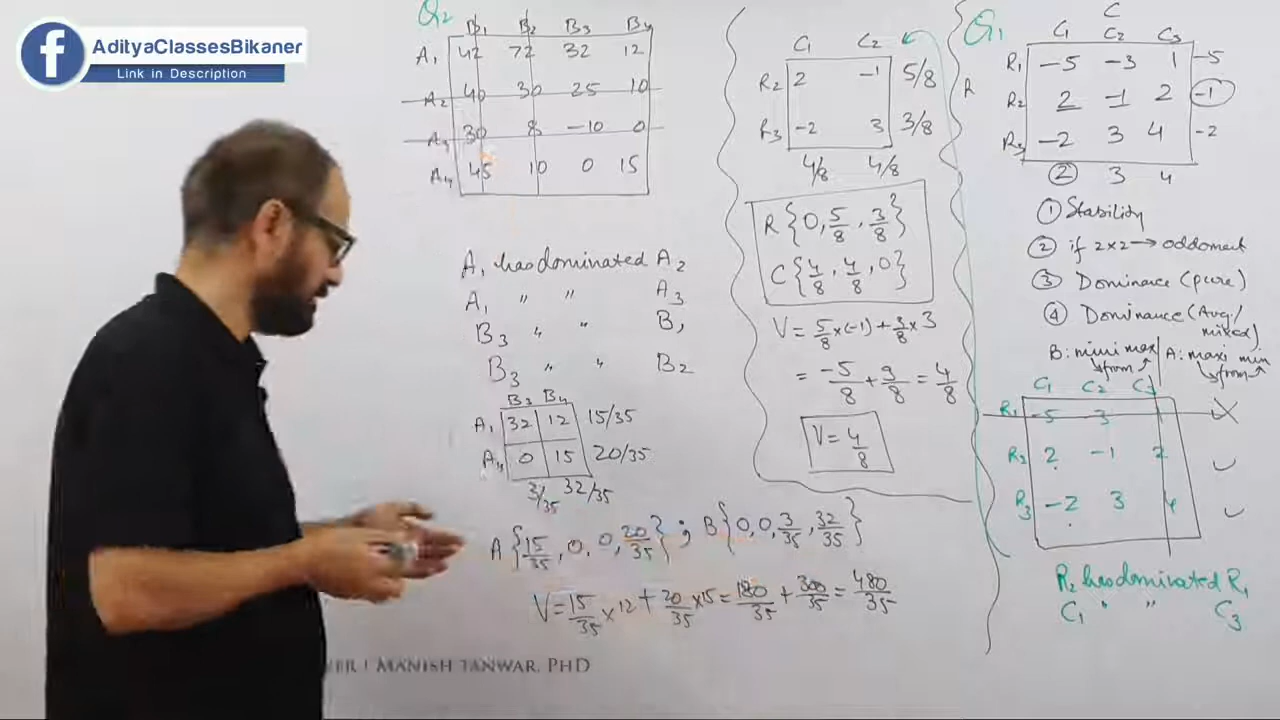 AdityaClassesBikaner
Link in Description
Q2
B1 B2 B3 B4
A1 42 72 32 12
A2 40 30 25 10
A3 30 8 -10 0
A4 45 10 0 15
A1 has dominated A2
A1 " " A3
B3 " " B1
B3 " " B2
B3 B4
A1 32 12 15/35
A4 0 15 20/35
3/35 32/35
A{15/35, 0, 0, 20/35} ; B{0, 0, 3/35, 32/35}
V = 15/35 × 12 + 20/35 × 15 = 180/35 + 300/35 = 480/35
C1 C2
R2 2 -1 5/8
R3 -2 3 3/8
4/8 4/8
R{0, 5/8, 3/8}
C{4/8, 4/8, 0}
V = 5/8 × (-1) + 3/8 × 3
= -5/8 + 9/8 = 4/8
V = 4/8
Q1
C
C1 C2 C3
R1 -5 -3 1 -5
R
R2 2 -1 2 -1
R3 -2 3 4 -2
2 3 4
1 Stability
2 if 2x2 → oddoment
3 Dominance (pure)
4 Dominance (Avg/
mixed)
B: mini max A: maxi min
from from
C1 C2 C3
R1 -5 3
R2 2 -1 2
R3 -2 3 4
R2 has dominated R1
C1 " " C3
| MANISH TANWAR, PHD